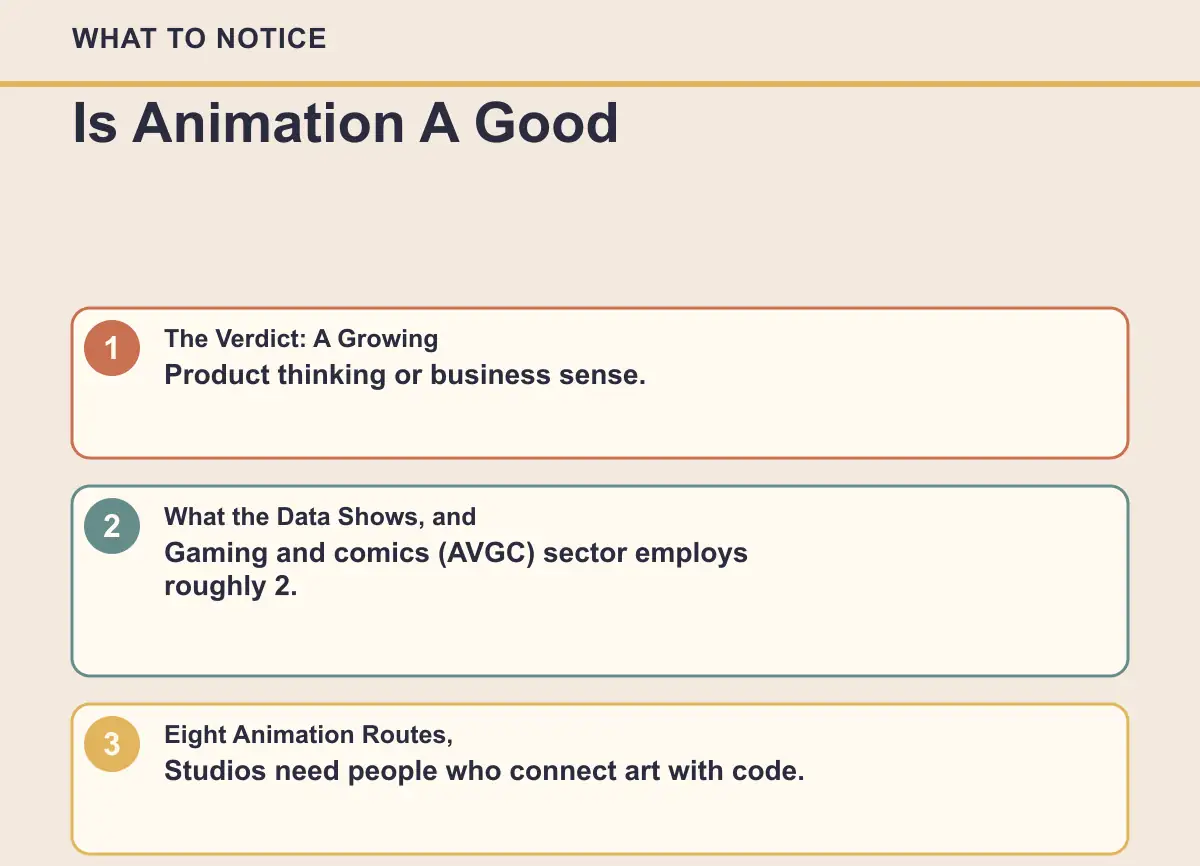 WHAT TO NOTICE
Is Animation A Good
1
The Verdict: A Growing
Product thinking or business sense.
2
What the Data Shows, and
Gaming and comics (AVGC) sector employs
roughly 2.
3
Eight Animation Routes,
Studios need people who connect art with code.